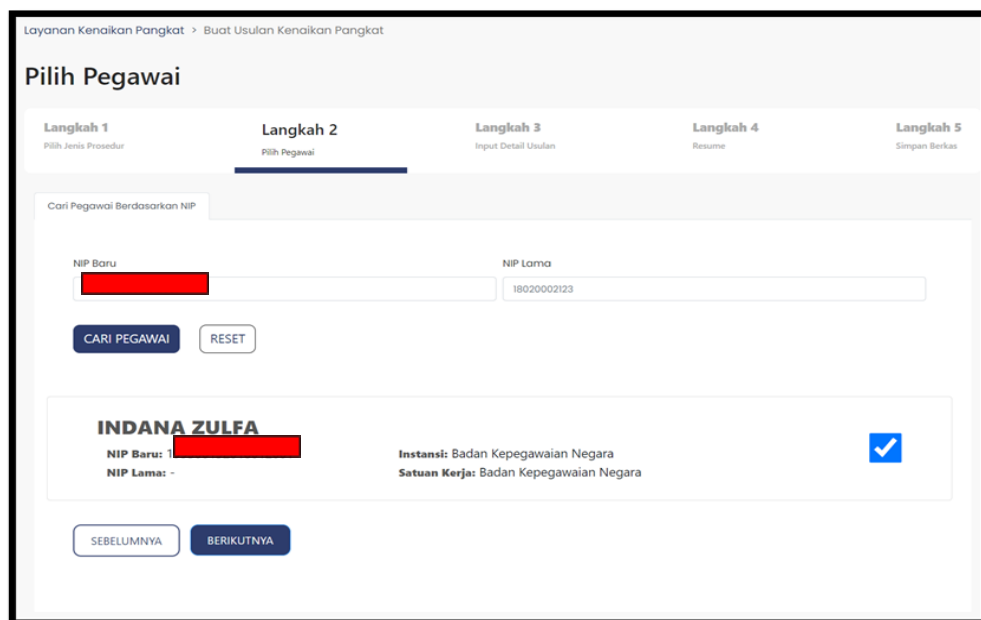 Layanan Kenaikan Pangkat > Buat Usulan Kenaikan Pangkat
Pilih Pegawai
Langkah 1 Langkah 2 Langkah 3 Langkah 4 Langkah 5
Pilih Jenis Prosedur Pilih Pegawai Input Detail Usulan Resume Simpan Berkas
Cari Pegawai Berdasarkan NIP
NIP Baru NIP Lama
18020002123
CARI PEGAWAI RESET
INDANA ZULFA
NIP Baru: 1 Instansi: Badan Kepegawaian Negara
NIP Lama: - Satuan Kerja: Badan Kepegawaian Negara
SEBELUMNYA BERIKUTNYA